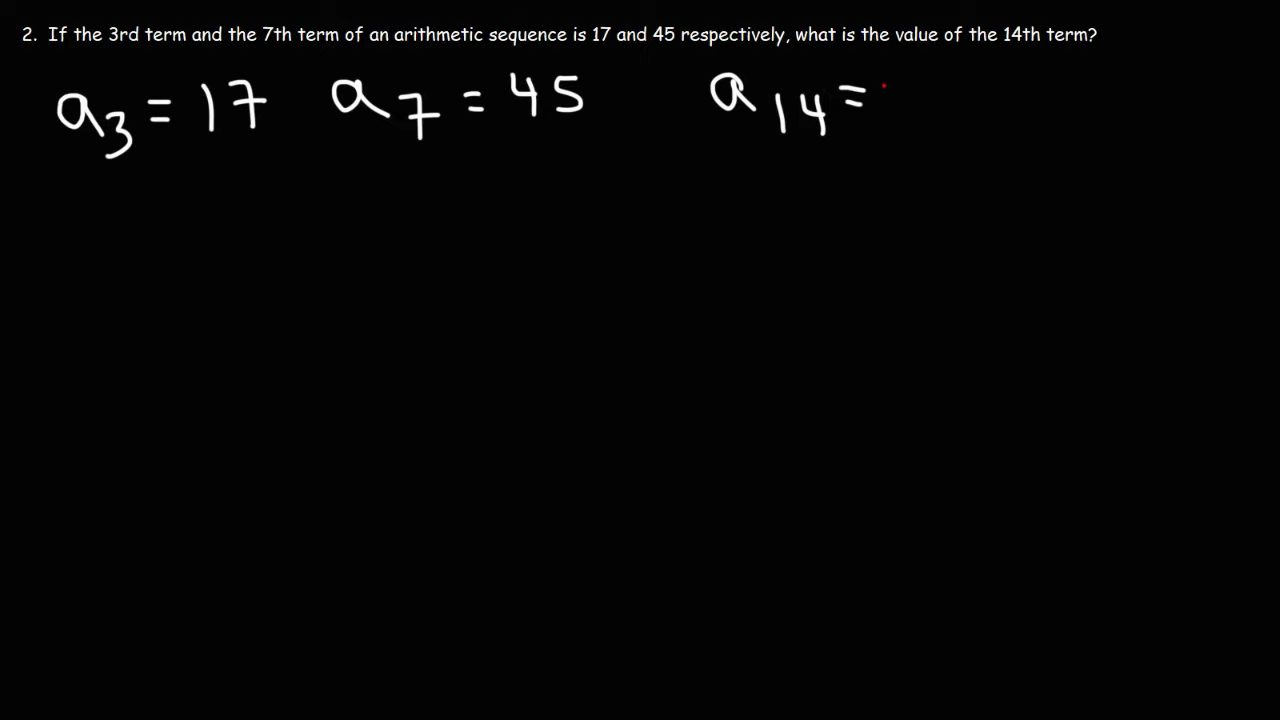 2. If the 3rd term and the 7th term of an arithmetic sequence is 17 and 45 respectively, what is the value of the 14th term?
a₃ = 17 a₇ = 45 a₁₄ =